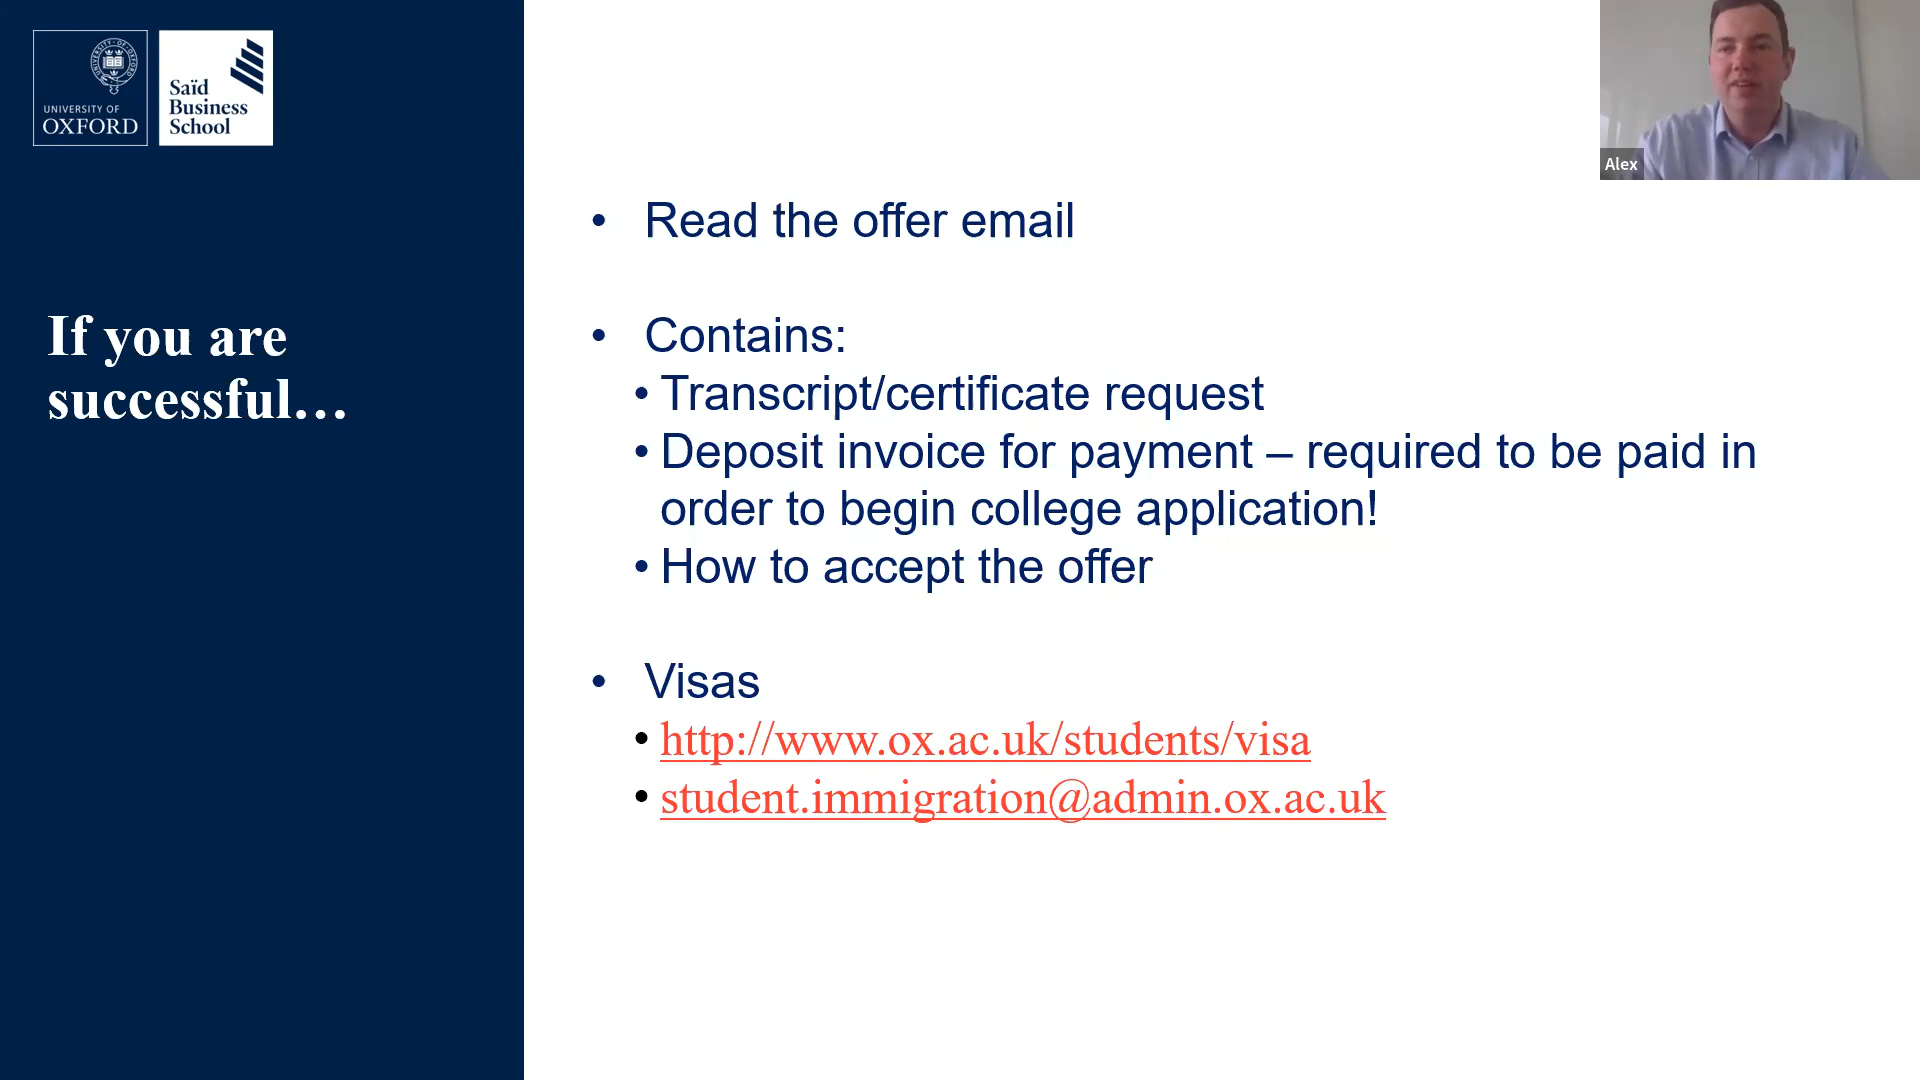 UNIVERSITY OF
OXFORD
Saïd
Business
School
If you are
successful…
• Read the offer email
• Contains:
• Transcript/certificate request
• Deposit invoice for payment – required to be paid in
order to begin college application!
• How to accept the offer
• Visas
• http://www.ox.ac.uk/students/visa
• student.immigration@admin.ox.ac.uk
Alex